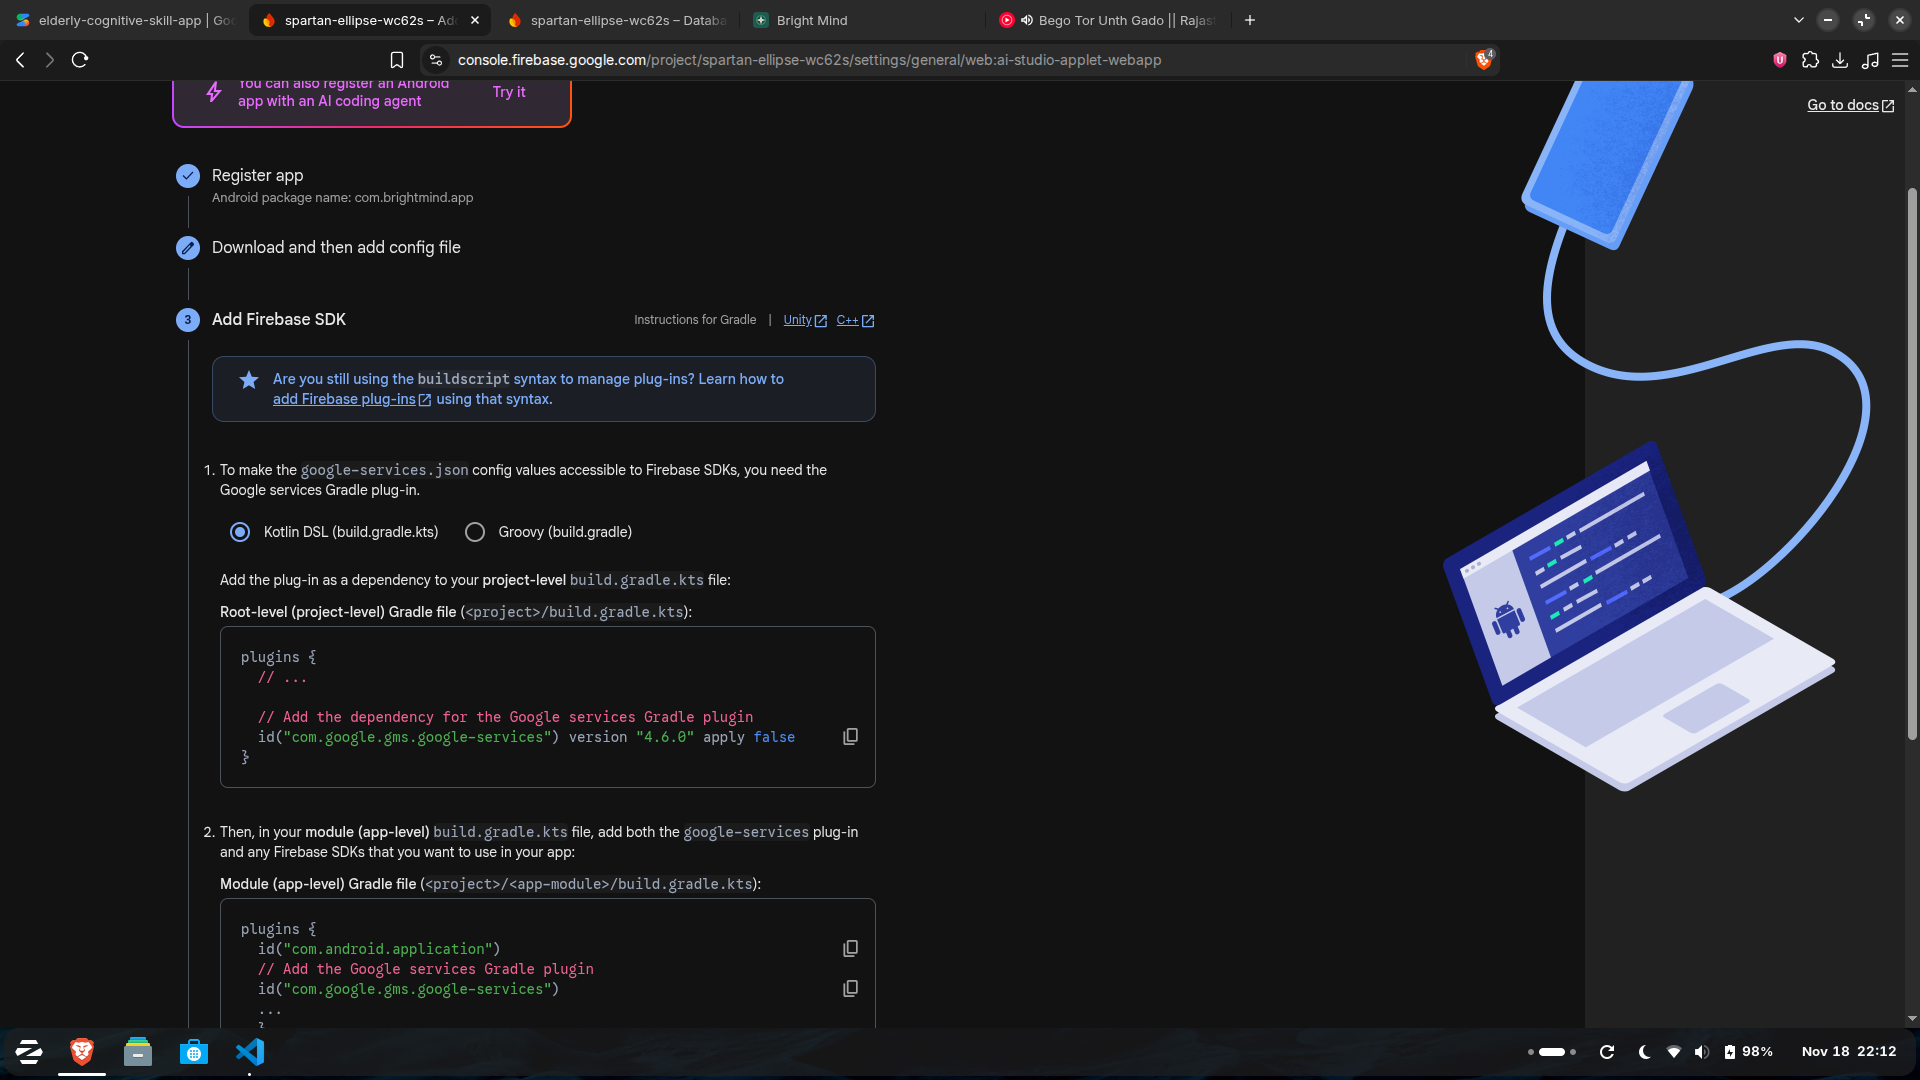 elderly-cognitive-skill-app | Goo
spartan-ellipse-wc62s – Add
spartan-ellipse-wc62s – Databa
Bright Mind
Bego Tor Unth Gado || Rajast
console.firebase.google.com/project/spartan-ellipse-wc62s/settings/general/web:ai-studio-applet-webapp
4
You can also register an Android
app with an AI coding agent
Try it
Go to docs
Register app
Android package name: com.brightmind.app
Download and then add config file
3
Add Firebase SDK
Instructions for Gradle | Unity C++
Are you still using the buildscript syntax to manage plug-ins? Learn how to
add Firebase plug-ins using that syntax.
1. To make the google-services.json config values accessible to Firebase SDKs, you need the
Google services Gradle plug-in.
Kotlin DSL (build.gradle.kts)
Groovy (build.gradle)
Add the plug-in as a dependency to your project-level build.gradle.kts file:
Root-level (project-level) Gradle file (<project>/build.gradle.kts):
plugins {
// ...
// Add the dependency for the Google services Gradle plugin
id("com.google.gms.google-services") version "4.6.0" apply false
}
2. Then, in your module (app-level) build.gradle.kts file, add both the google-services plug-in
and any Firebase SDKs that you want to use in your app:
Module (app-level) Gradle file (<project>/<app-module>/build.gradle.kts):
plugins {
id("com.android.application")
// Add the Google services Gradle plugin
id("com.google.gms.google-services")
...
}
98%
Nov 18 22:12